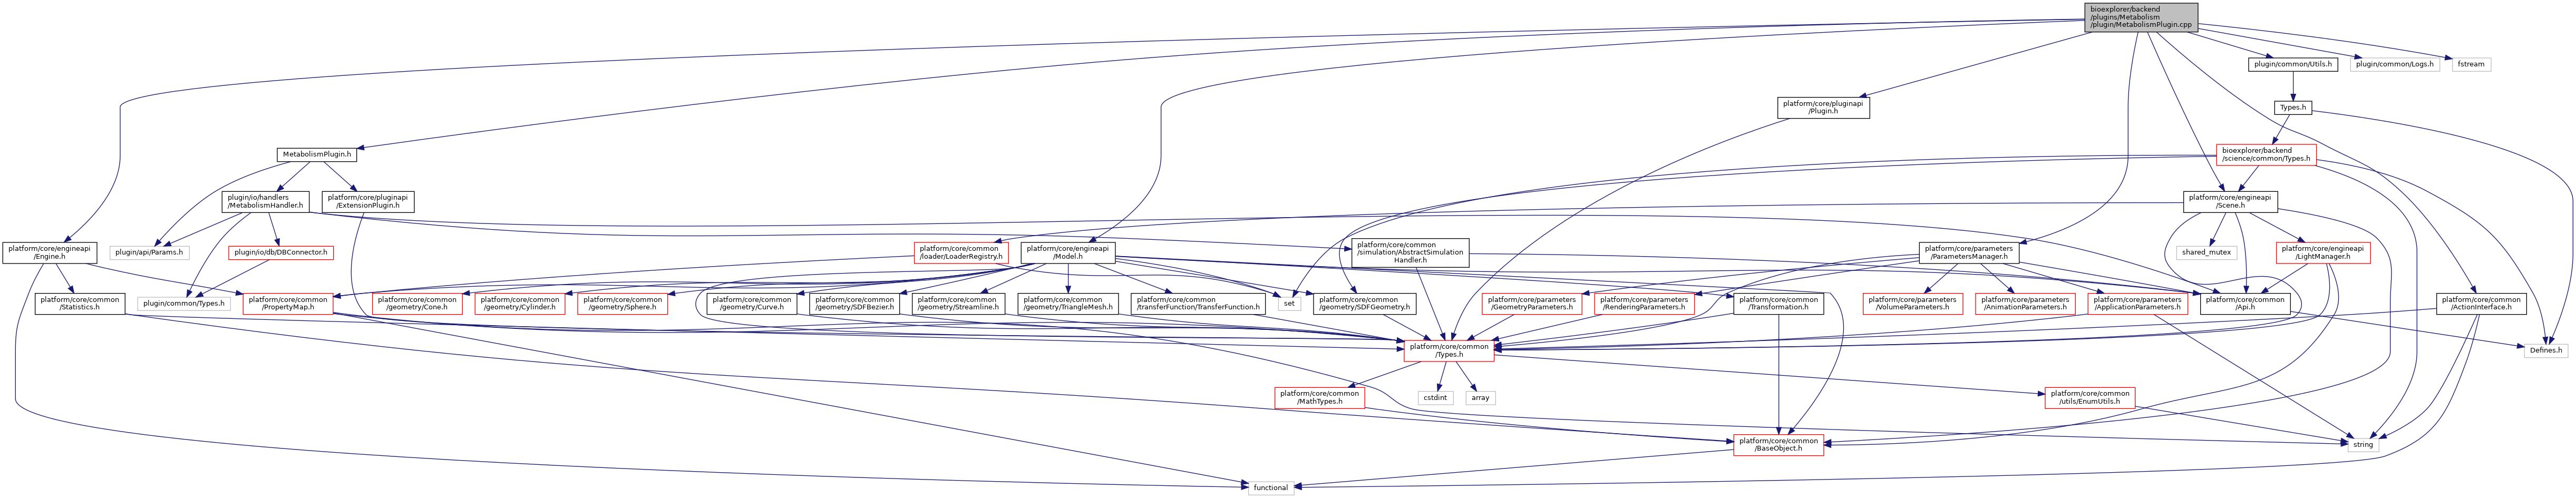 bioexplorer/backend
/plugins/Metabolism
/plugin/MetabolismPlugin.cpp
plugin/common/Utils.h
plugin/common/Logs.h
fstream
platform/core/pluginapi
/Plugin.h
Types.h
MetabolismPlugin.h
bioexplorer/backend
/science/common/Types.h
plugin/io/handlers
/MetabolismHandler.h
platform/core/pluginapi
/ExtensionPlugin.h
platform/core/engineapi
/Scene.h
platform/core/engineapi
/Engine.h
plugin/api/Params.h
plugin/io/db/DBConnector.h
platform/core/common
/loader/LoaderRegistry.h
platform/core/engineapi
/Model.h
platform/core/common
/simulation/AbstractSimulation
Handler.h
platform/core/parameters
/ParametersManager.h
shared_mutex
platform/core/engineapi
/LightManager.h
platform/core/common
/Statistics.h
plugin/common/Types.h
platform/core/common
/PropertyMap.h
platform/core/common
/geometry/Cone.h
platform/core/common
/geometry/Cylinder.h
platform/core/common
/geometry/Sphere.h
platform/core/common
/geometry/Curve.h
platform/core/common
/geometry/SDFBezier.h
platform/core/common
/geometry/Streamline.h
platform/core/common
/geometry/TriangleMesh.h
platform/core/common
/transferFunction/TransferFunction.h
set
platform/core/common
/geometry/SDFGeometry.h
platform/core/parameters
/GeometryParameters.h
platform/core/parameters
/RenderingParameters.h
platform/core/common
/Transformation.h
platform/core/parameters
/VolumeParameters.h
platform/core/parameters
/AnimationParameters.h
platform/core/parameters
/ApplicationParameters.h
platform/core/common
/Api.h
platform/core/common
/ActionInterface.h
platform/core/common
/Types.h
Defines.h
platform/core/common
/MathTypes.h
cstdint
array
platform/core/common
/utils/EnumUtils.h
platform/core/common
/BaseObject.h
string
functional